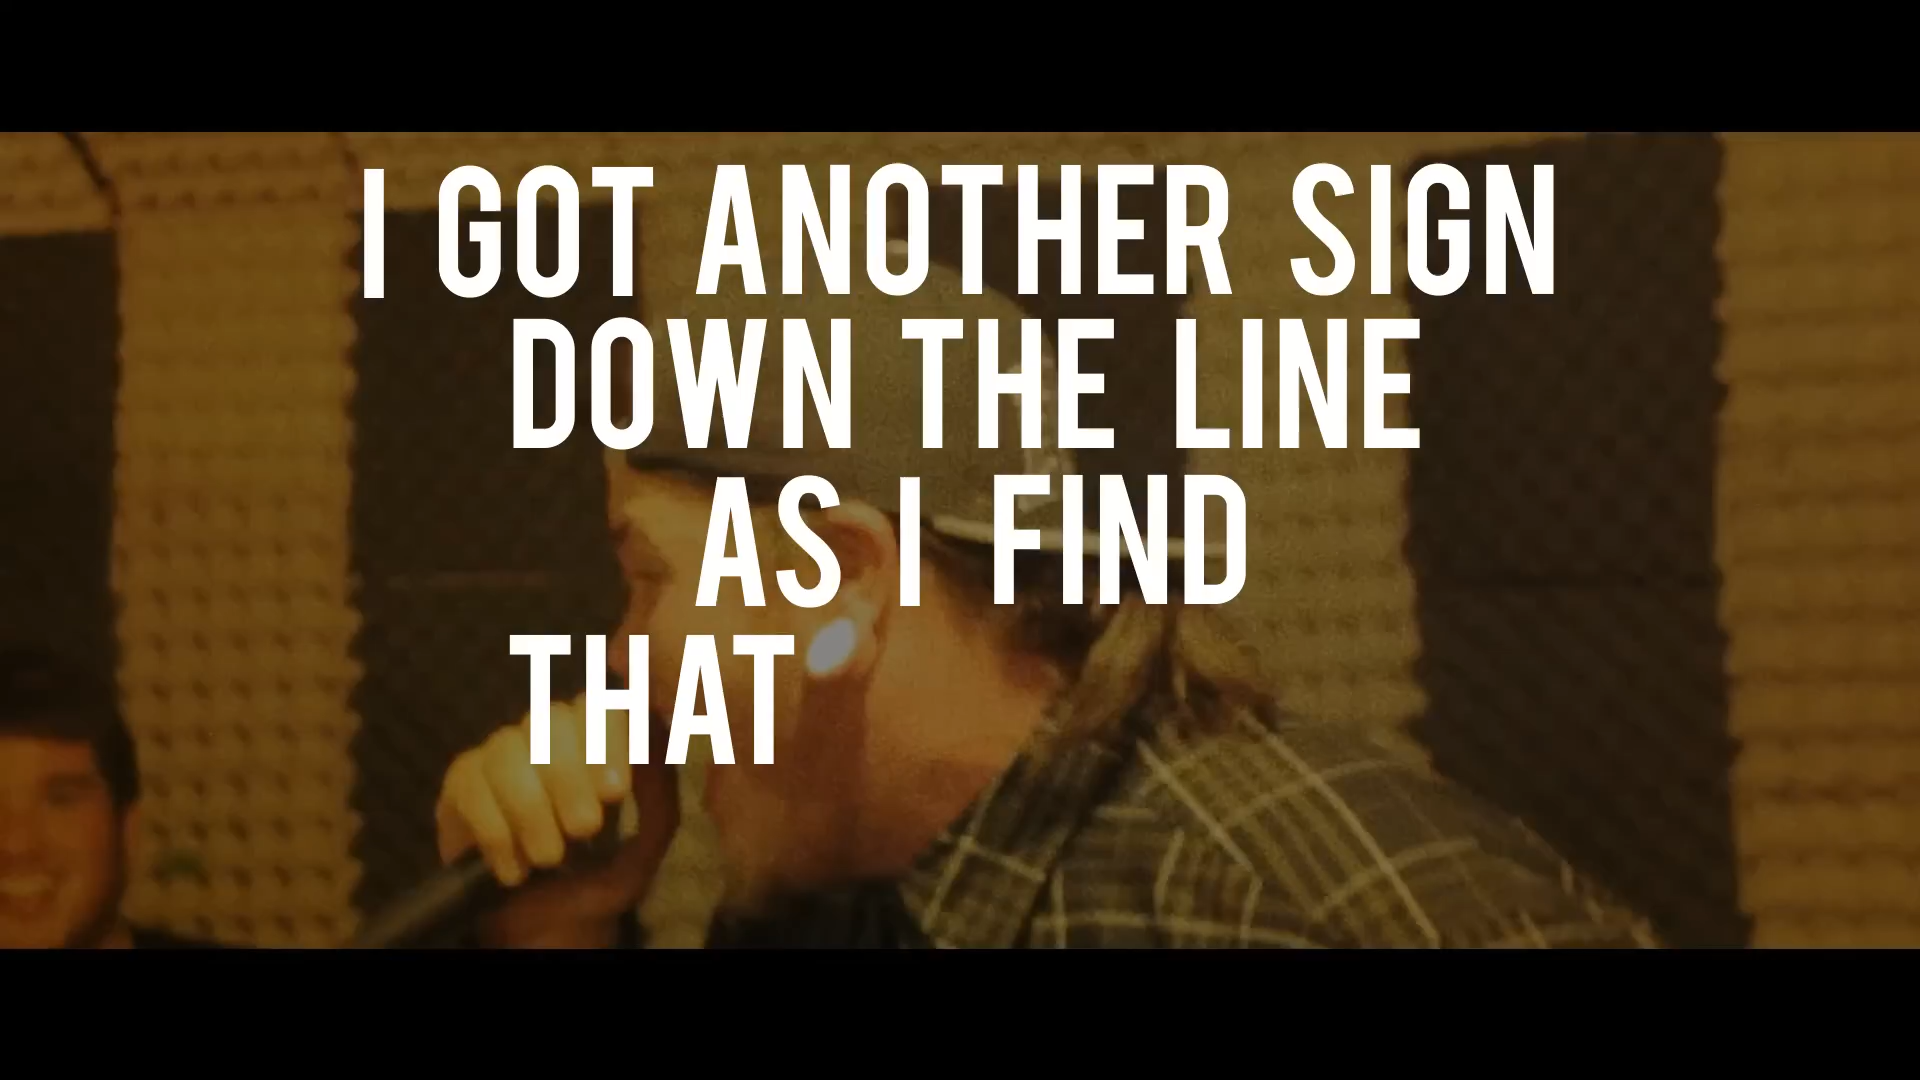 I GOT ANOTHER SIGN
DOWN THE LINE
AS I FIND
THAT